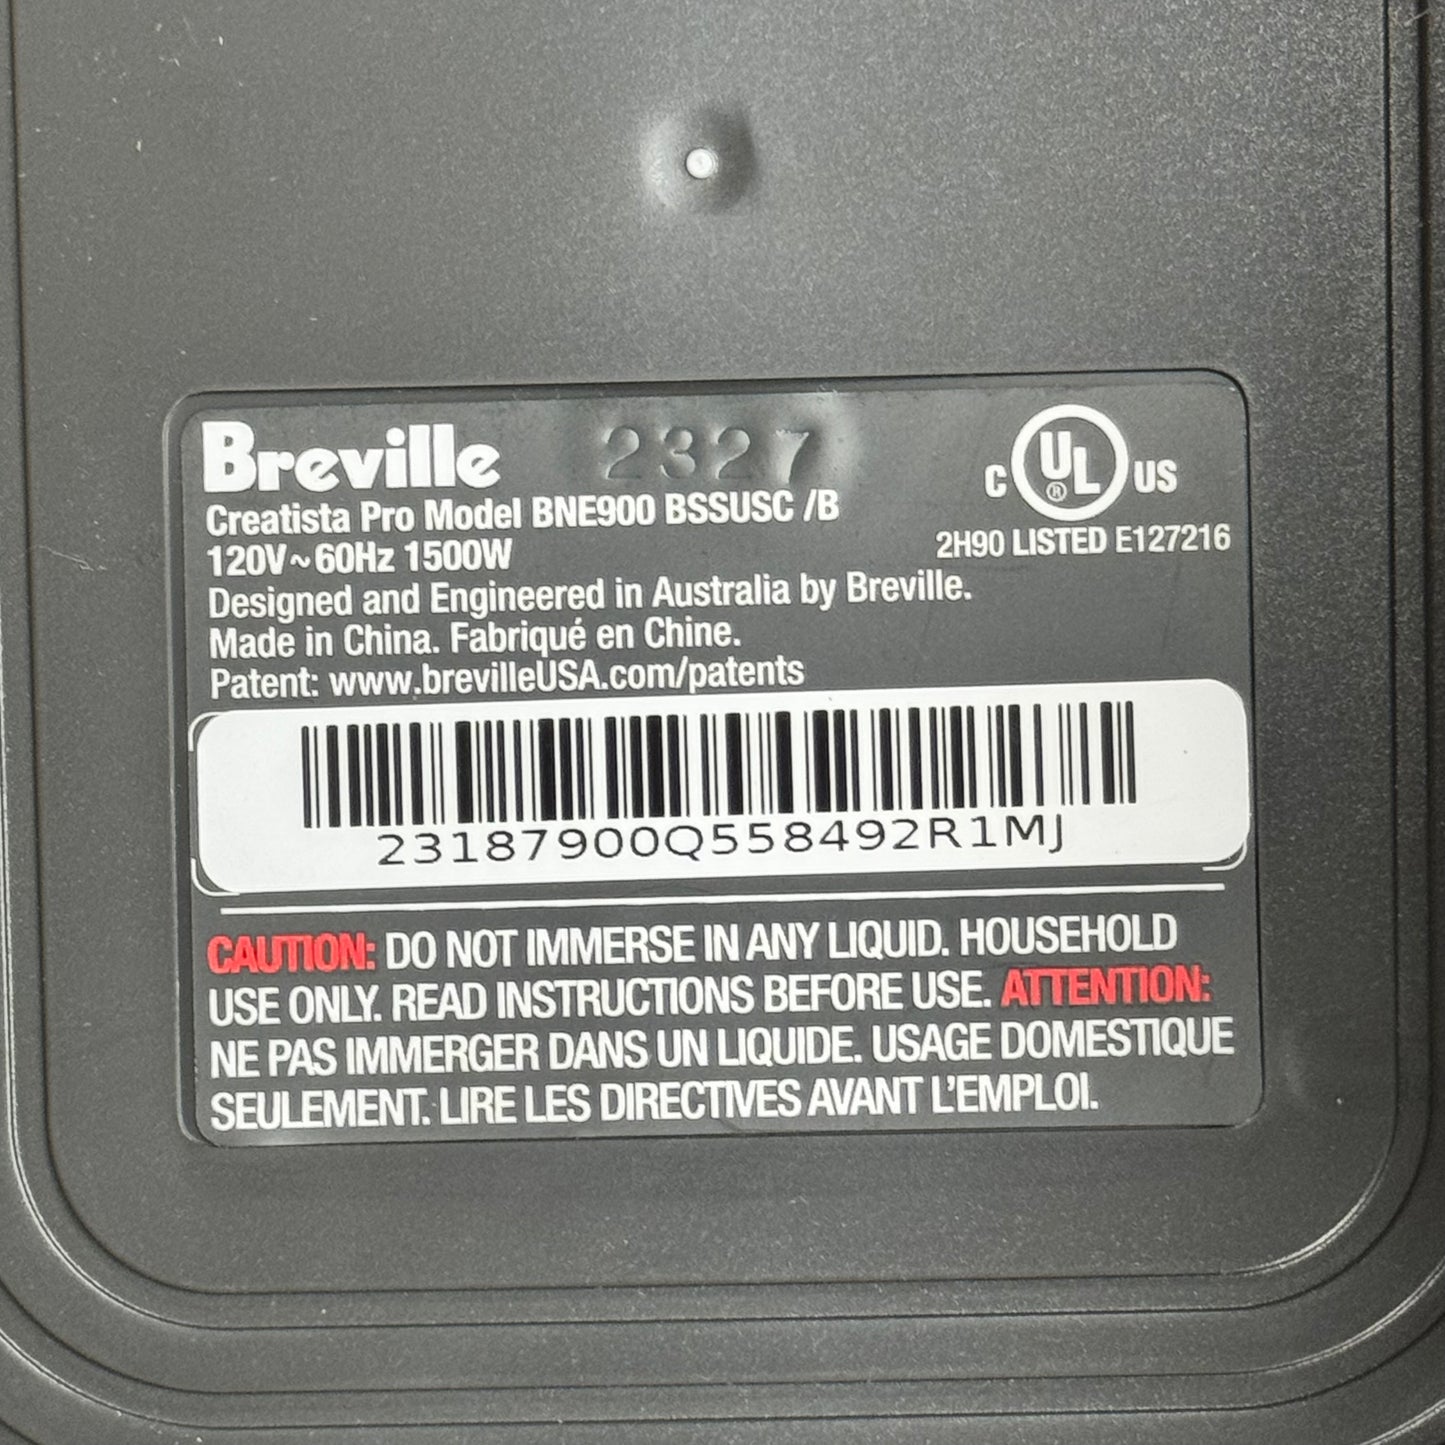 Breville 2327
Creatista Pro Model BNE900 BSSUSC /B
120V~60Hz 1500W
Designed and Engineered in Australia by Breville.
Made in China. Fabriqué en Chine.
Patent: www.brevilleUSA.com/patents
C UL ® US
2H90 LISTED E127216
23187900Q558492R1MJ
CAUTION: DO NOT IMMERSE IN ANY LIQUID. HOUSEHOLD
USE ONLY. READ INSTRUCTIONS BEFORE USE. ATTENTION:
NE PAS IMMERGER DANS UN LIQUIDE. USAGE DOMESTIQUE
SEULEMENT. LIRE LES DIRECTIVES AVANT L'EMPLOI.